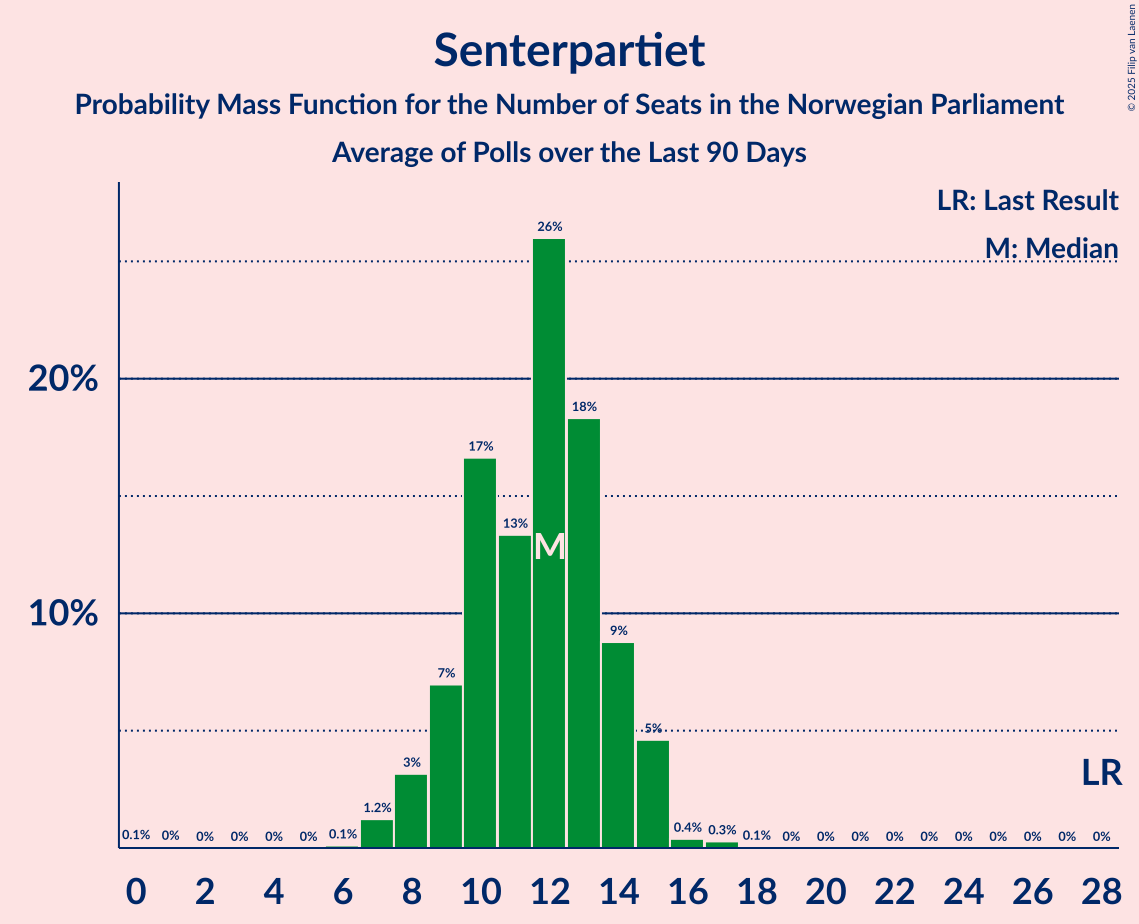 Senterpartiet
Probability Mass Function for the Number of Seats in the Norwegian Parliament
Average of Polls over the Last 90 Days
© 2025 Filip van Laenen
LR: Last Result
M: Median
26%
20%
18%
17%
13%
M
10%
9%
7%
5%
3%
LR
1.2%
0.1% 0% 0% 0% 0% 0% 0.1% 0.4% 0.3% 0.1% 0% 0% 0% 0% 0% 0% 0% 0% 0% 0%
0 2 4 6 8 10 12 14 16 18 20 22 24 26 28